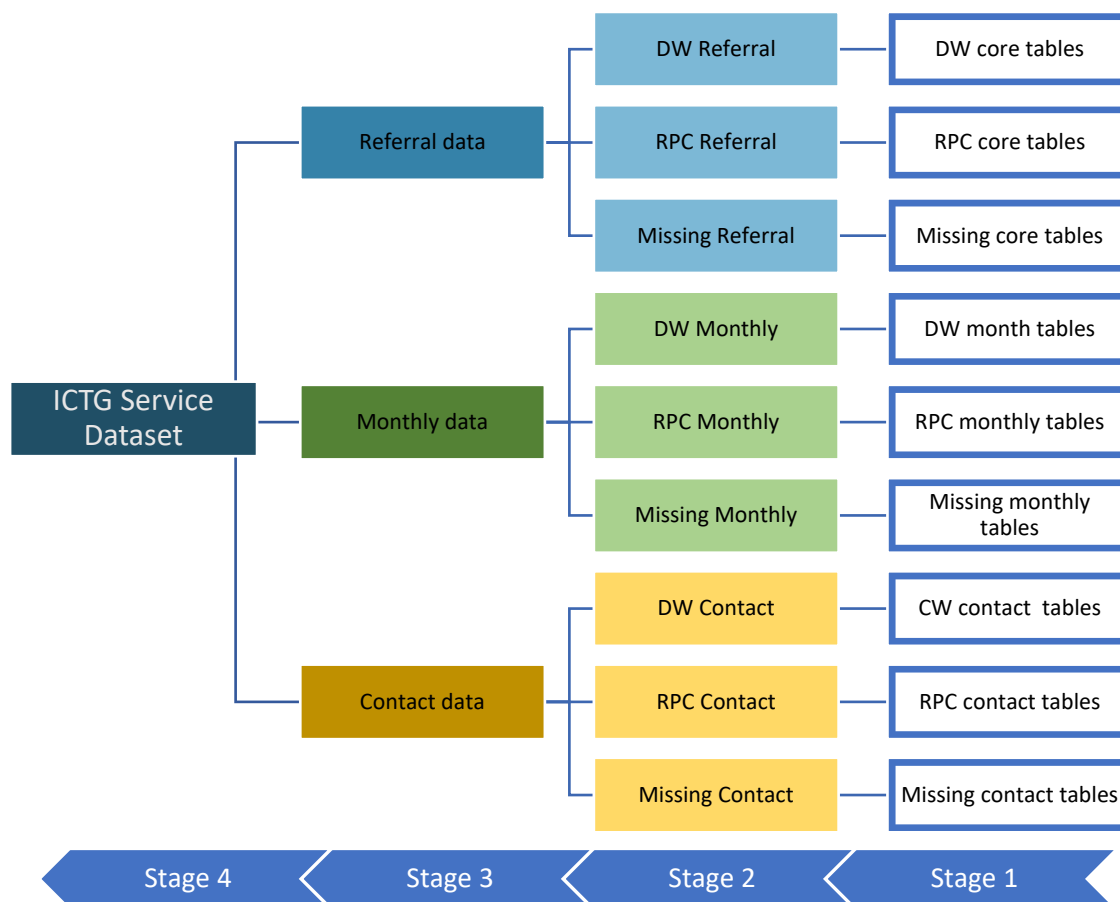 DW Referral
DW core tables
Referral data
RPC Referral
RPC core tables
Missing Referral
Missing core tables
DW Monthly
DW month tables
ICTG Service
Dataset
Monthly data
RPC Monthly
RPC monthly tables
Missing Monthly
Missing monthly
tables
DW Contact
CW contact  tables
Contact data
RPC Contact
RPC contact tables
Missing Contact
Missing contact tables
Stage 4
Stage 3
Stage 2
Stage 1